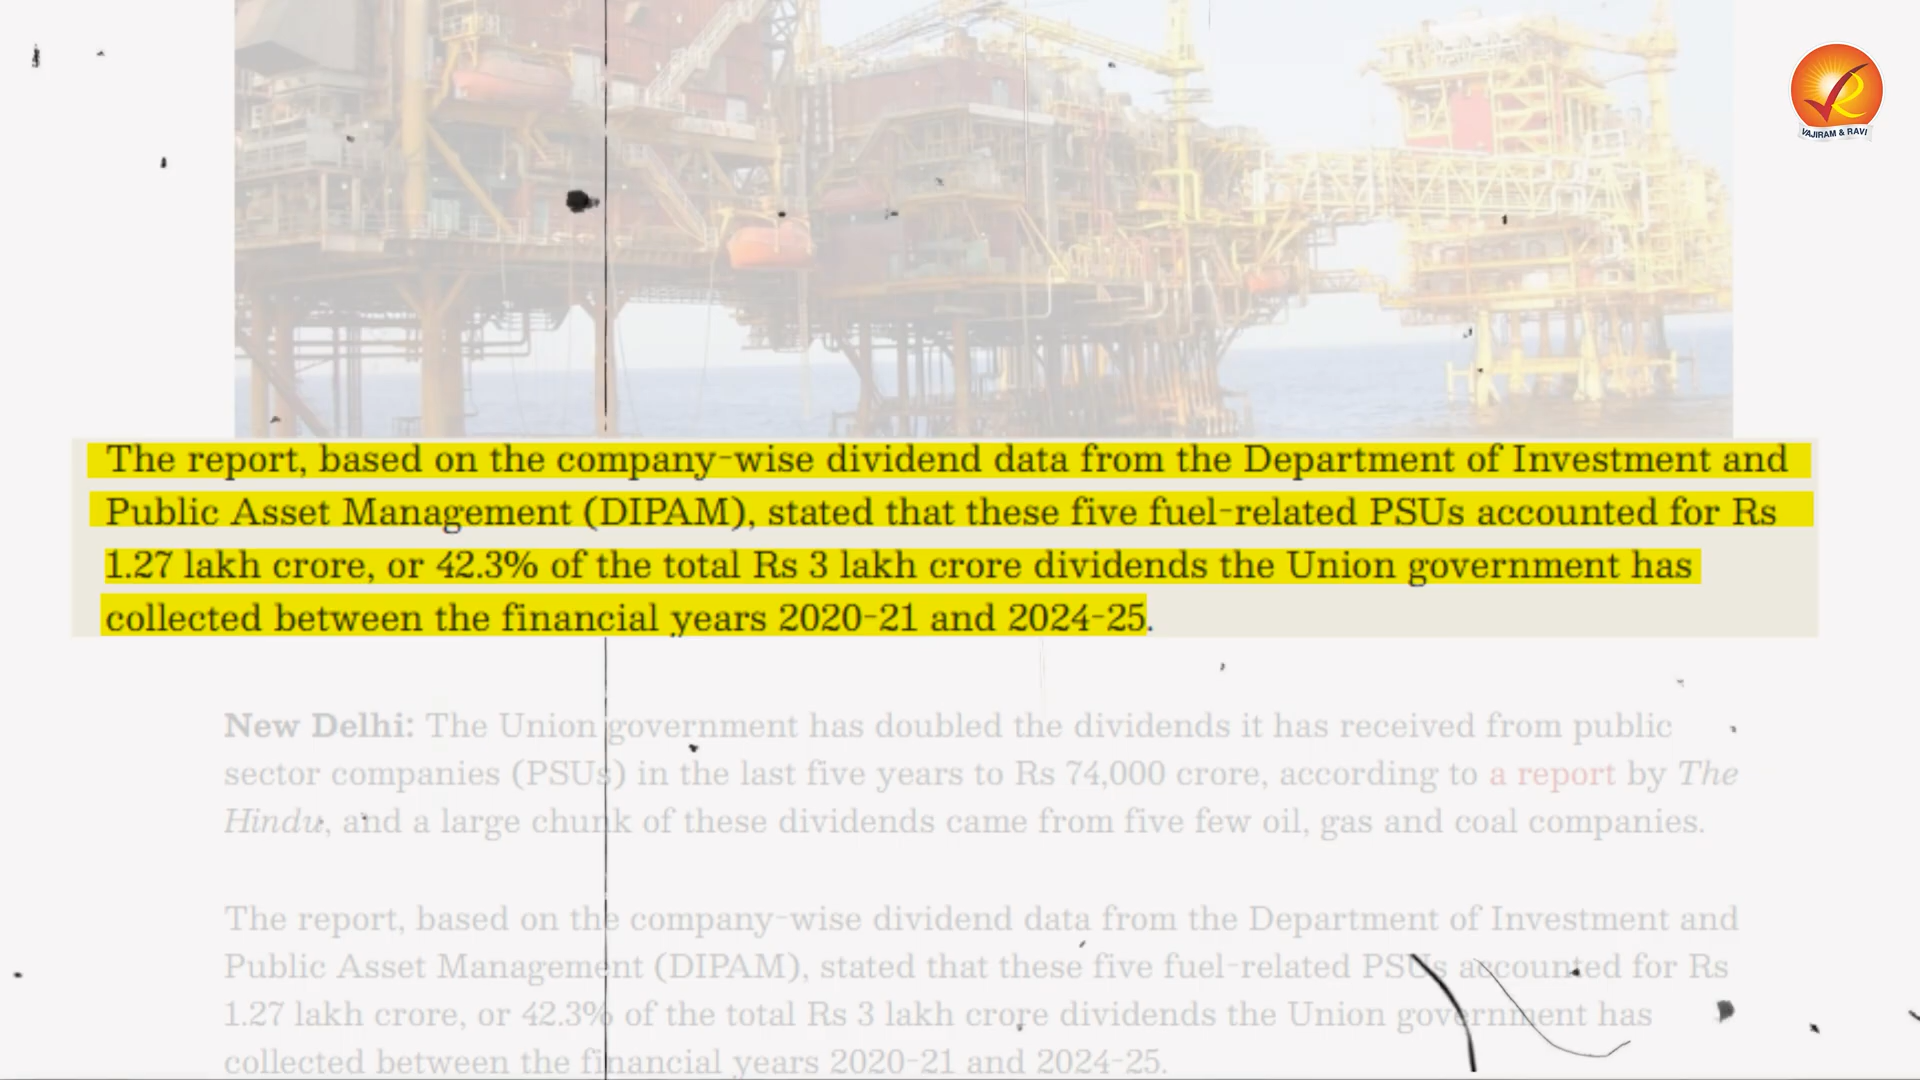 VAJIRAM & RAVI
The report, based on the company-wise dividend data from the Department of Investment and
Public Asset Management (DIPAM), stated that these five fuel-related PSUs accounted for Rs
1.27 lakh crore, or 42.3% of the total Rs 3 lakh crore dividends the Union government has
collected between the financial years 2020-21 and 2024-25.
New Delhi: The Union government has doubled the dividends it has received from public
sector companies (PSUs) in the last five years to Rs 74,000 crore, according to a report by The
Hindu, and a large chunk of these dividends came from five few oil, gas and coal companies.
The report, based on the company-wise dividend data from the Department of Investment and
Public Asset Management (DIPAM), stated that these five fuel-related PSUs accounted for Rs
1.27 lakh crore, or 42.3% of the total Rs 3 lakh crore dividends the Union government has
collected between the financial years 2020-21 and 2024-25.